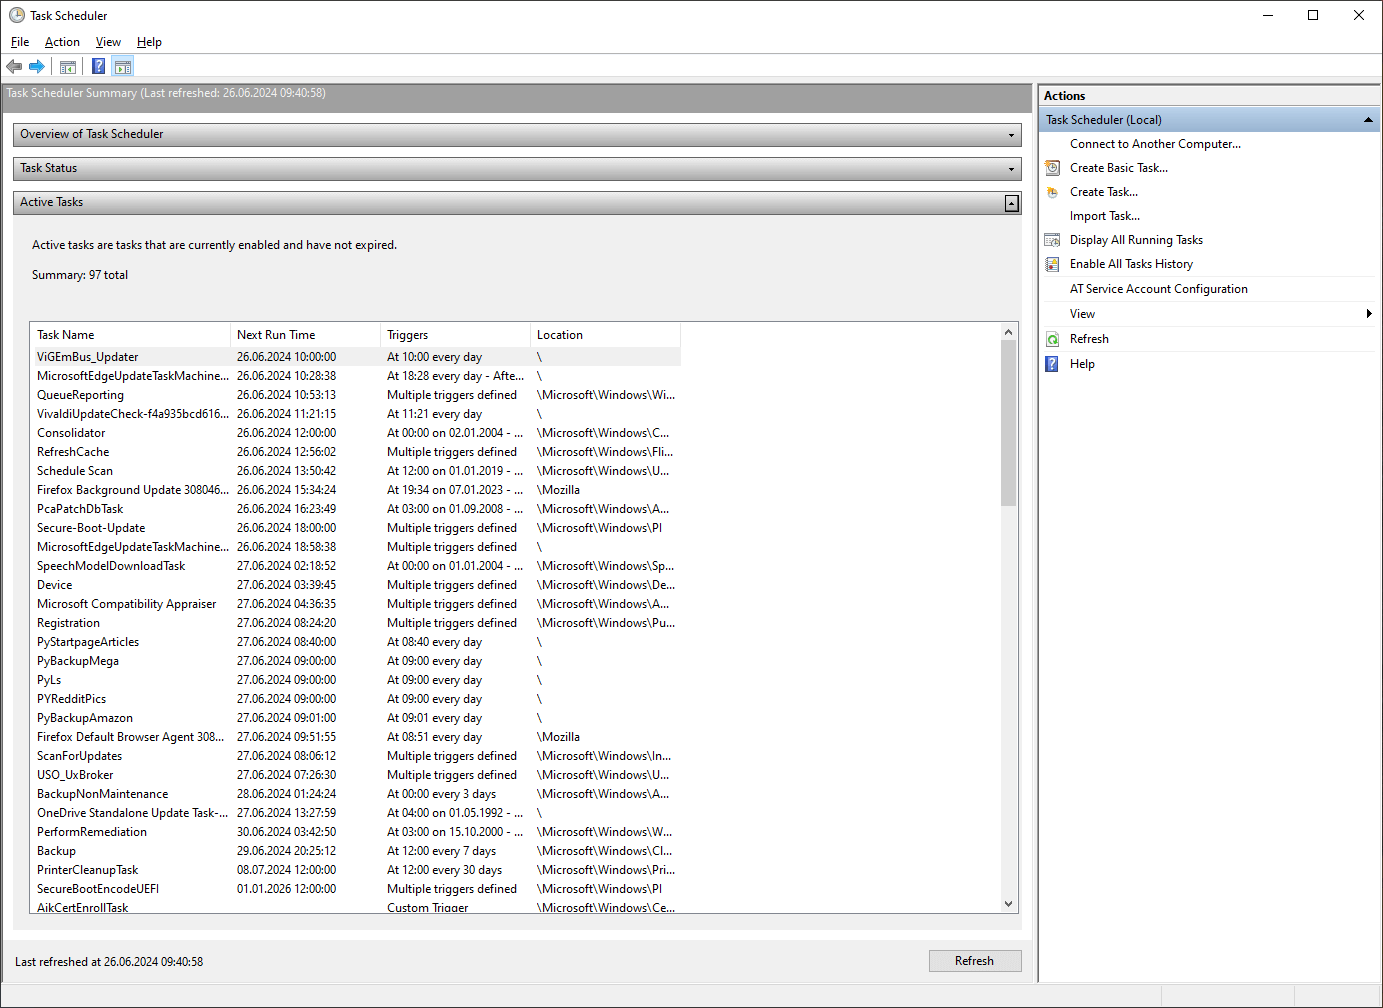 Task Scheduler
File Action View Help
Task Scheduler Summary (Last refreshed: 26.06.2024 09:40:58)
Overview of Task Scheduler
Task Status
Active Tasks
Active tasks are tasks that are currently enabled and have not expired.
Summary: 97 total
Task Name Next Run Time Triggers Location
ViGEmBus_Updater 26.06.2024 10:00:00 At 10:00 every day \
MicrosoftEdgeUpdateTaskMachine... 26.06.2024 10:28:38 At 18:28 every day - Afte... \
QueueReporting 26.06.2024 10:53:13 Multiple triggers defined \Microsoft\Windows\Wi...
VivaldiUpdateCheck-f4a935bcd616... 26.06.2024 11:21:15 At 11:21 every day \
Consolidator 26.06.2024 12:00:00 At 00:00 on 02.01.2004 - ... \Microsoft\Windows\C...
RefreshCache 26.06.2024 12:56:02 Multiple triggers defined \Microsoft\Windows\Fli...
Schedule Scan 26.06.2024 13:50:42 At 12:00 on 01.01.2019 - ... \Microsoft\Windows\U...
Firefox Background Update 308046... 26.06.2024 15:34:24 At 19:34 on 07.01.2023 - ... \Mozilla
PcaPatchDbTask 26.06.2024 16:23:49 At 03:00 on 01.09.2008 - ... \Microsoft\Windows\A...
Secure-Boot-Update 26.06.2024 18:00:00 Multiple triggers defined \Microsoft\Windows\PI
MicrosoftEdgeUpdateTaskMachine... 26.06.2024 18:58:38 Multiple triggers defined \
SpeechModelDownloadTask 27.06.2024 02:18:52 At 00:00 on 01.01.2004 - ... \Microsoft\Windows\Sp...
Device 27.06.2024 03:39:45 Multiple triggers defined \Microsoft\Windows\De...
Microsoft Compatibility Appraiser 27.06.2024 04:36:35 Multiple triggers defined \Microsoft\Windows\A...
Registration 27.06.2024 08:24:20 Multiple triggers defined \Microsoft\Windows\Pu...
PyStartpageArticles 27.06.2024 08:40:00 At 08:40 every day \
PyBackupMega 27.06.2024 09:00:00 At 09:00 every day \
PyLs 27.06.2024 09:00:00 At 09:00 every day \
PYRedditPics 27.06.2024 09:00:00 At 09:00 every day \
PyBackupAmazon 27.06.2024 09:01:00 At 09:01 every day \
Firefox Default Browser Agent 308... 27.06.2024 09:51:55 At 08:51 every day \Mozilla
ScanForUpdates 27.06.2024 08:06:12 Multiple triggers defined \Microsoft\Windows\In...
USO_UxBroker 27.06.2024 07:26:30 Multiple triggers defined \Microsoft\Windows\U...
BackupNonMaintenance 28.06.2024 01:24:24 At 00:00 every 3 days \Microsoft\Windows\A...
OneDrive Standalone Update Task-... 27.06.2024 13:27:59 At 04:00 on 01.05.1992 - ... \
PerformRemediation 30.06.2024 03:42:50 At 03:00 on 15.10.2000 - ... \Microsoft\Windows\W...
Backup 29.06.2024 20:25:12 At 12:00 every 7 days \Microsoft\Windows\Cl...
PrinterCleanupTask 08.07.2024 12:00:00 At 12:00 every 30 days \Microsoft\Windows\Pri...
SecureBootEncodeUEFI 01.01.2026 12:00:00 Multiple triggers defined \Microsoft\Windows\PI
AikCertEnrollTask Custom Trigger \Microsoft\Windows\Ce...
Last refreshed at 26.06.2024 09:40:58
Refresh
Actions
Task Scheduler (Local)
Connect to Another Computer...
Create Basic Task...
Create Task...
Import Task...
Display All Running Tasks
Enable All Tasks History
AT Service Account Configuration
View
Refresh
Help